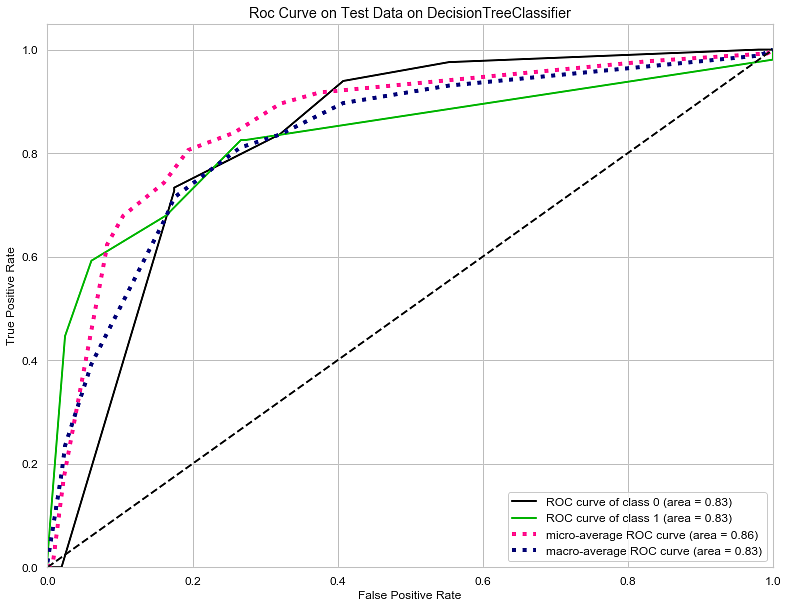 Roc Curve on Test Data on DecisionTreeClassifier
1.0
0.8
0.6
0.4
0.2
0.0
True Positive Rate
ROC curve of class 0 (area = 0.83)
ROC curve of class 1 (area = 0.83)
micro-average ROC curve (area = 0.86)
macro-average ROC curve (area = 0.83)
0.0 0.2 0.4 0.6 0.8 1.0
False Positive Rate